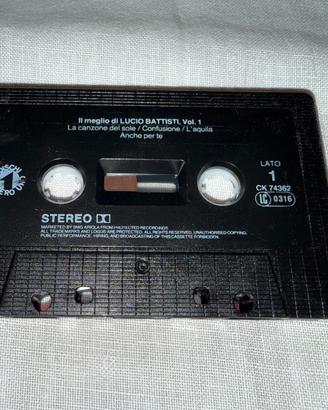 Il meglio di LUCIO BATTISTI, Vol. 1
La canzone del sole / Confusione / L'aquila
Anche per te
LATO
1
CK 74362
LC 0316
STEREO
MARKETED BY BMG ARIOLA FROM PROTECTED RECORDINGS.
ALL TRADEMARKS AND LOGOS ARE PROTECTED. ALL RIGHTS RESERVED. UNAUTHORISED COPYING,
PUBLIC PERFORMANCE, HIRING, AND BROADCASTING OF THIS CASSETTE FORBIDDEN.